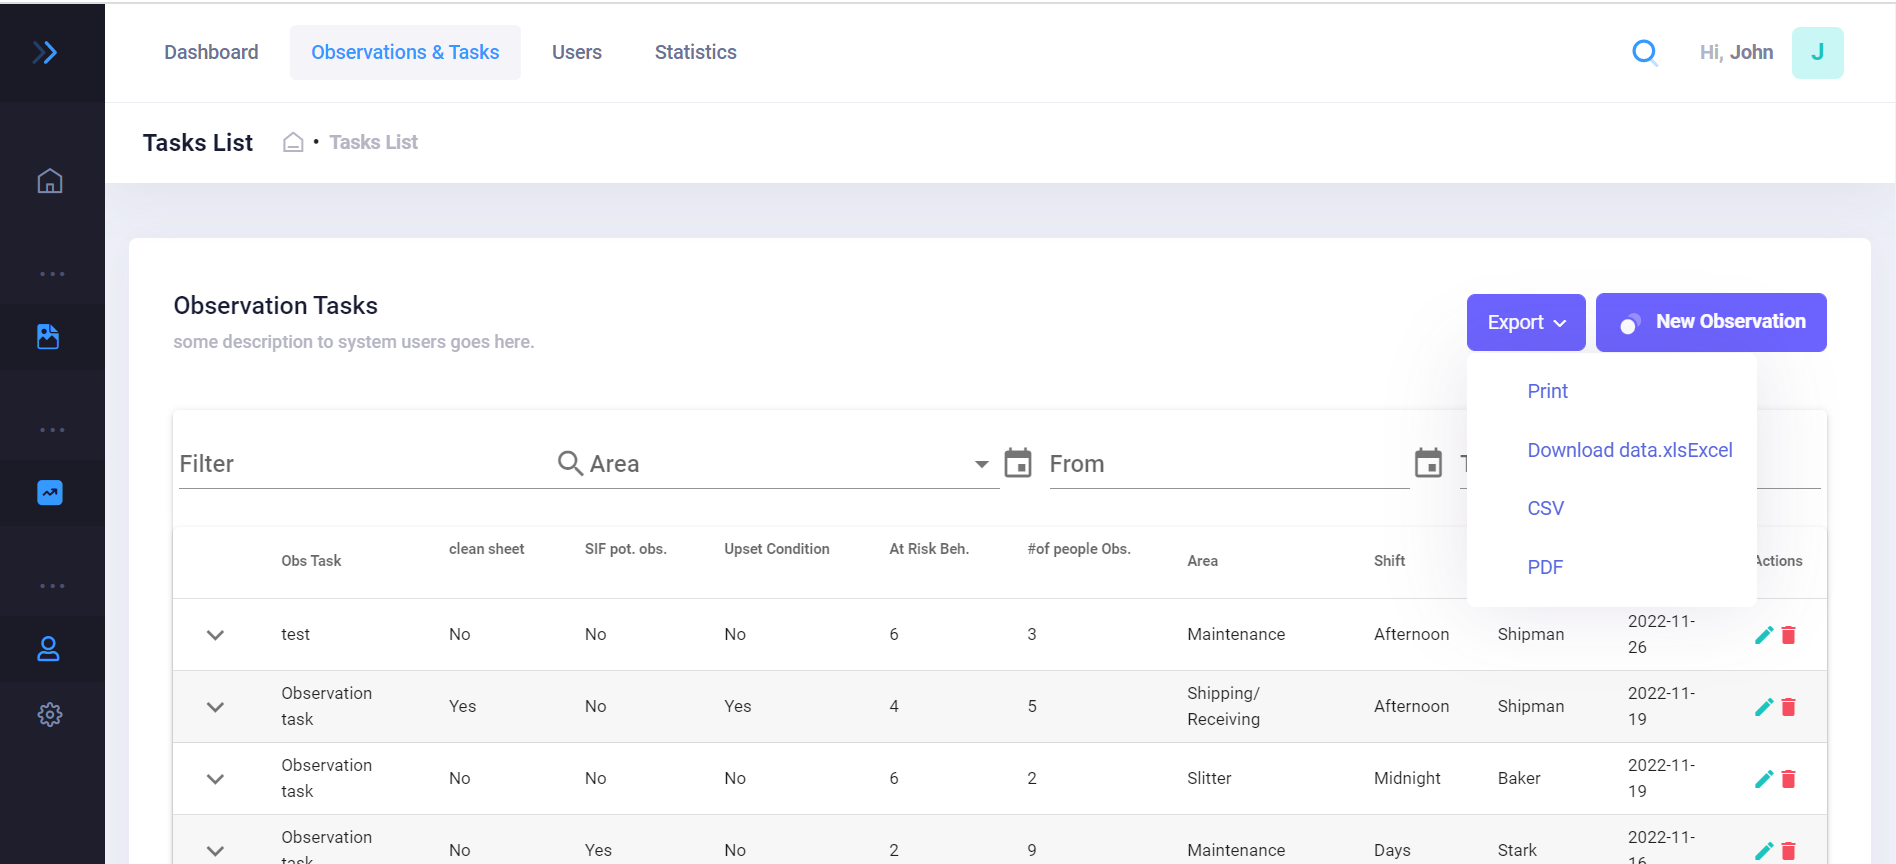 Dashboard
Observations & Tasks
Users
Statistics
Hi, John
J
Tasks List
• Tasks List
Observation Tasks
some description to system users goes here.
Export
New Observation
Print
Download data.xlsExcel
CSV
PDF
Filter
Area
From
Obs Task
clean sheet
SIF pot. obs.
Upset Condition
At Risk Beh.
#of people Obs.
Area
Shift
Actions
test
No
No
No
6
3
Maintenance
Afternoon
Shipman
2022-11-
26
Observation
task
Yes
No
Yes
4
5
Shipping/
Receiving
Afternoon
Shipman
2022-11-
19
Observation
task
No
No
No
6
2
Slitter
Midnight
Baker
2022-11-
19
Observation
task
No
Yes
No
2
9
Maintenance
Days
Stark
2022-11-
16